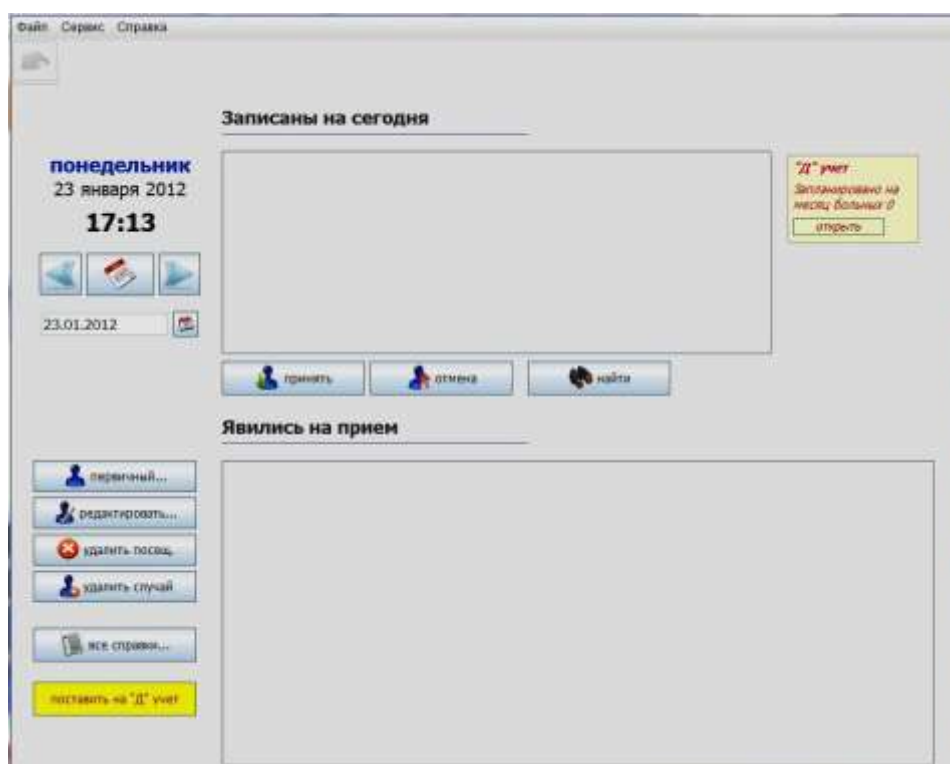 Файл Сервис Справка
Записаны на сегодня
понедельник
23 января 2012
17:13
23.01.2012
"Д" учет
Запланировано на
месяц больных 0
открыть
принять
отмена
найти
Явились на прием
первичный...
редактировать...
удалить посещ.
удалить случай
все справки...
поставить на "Д" учет